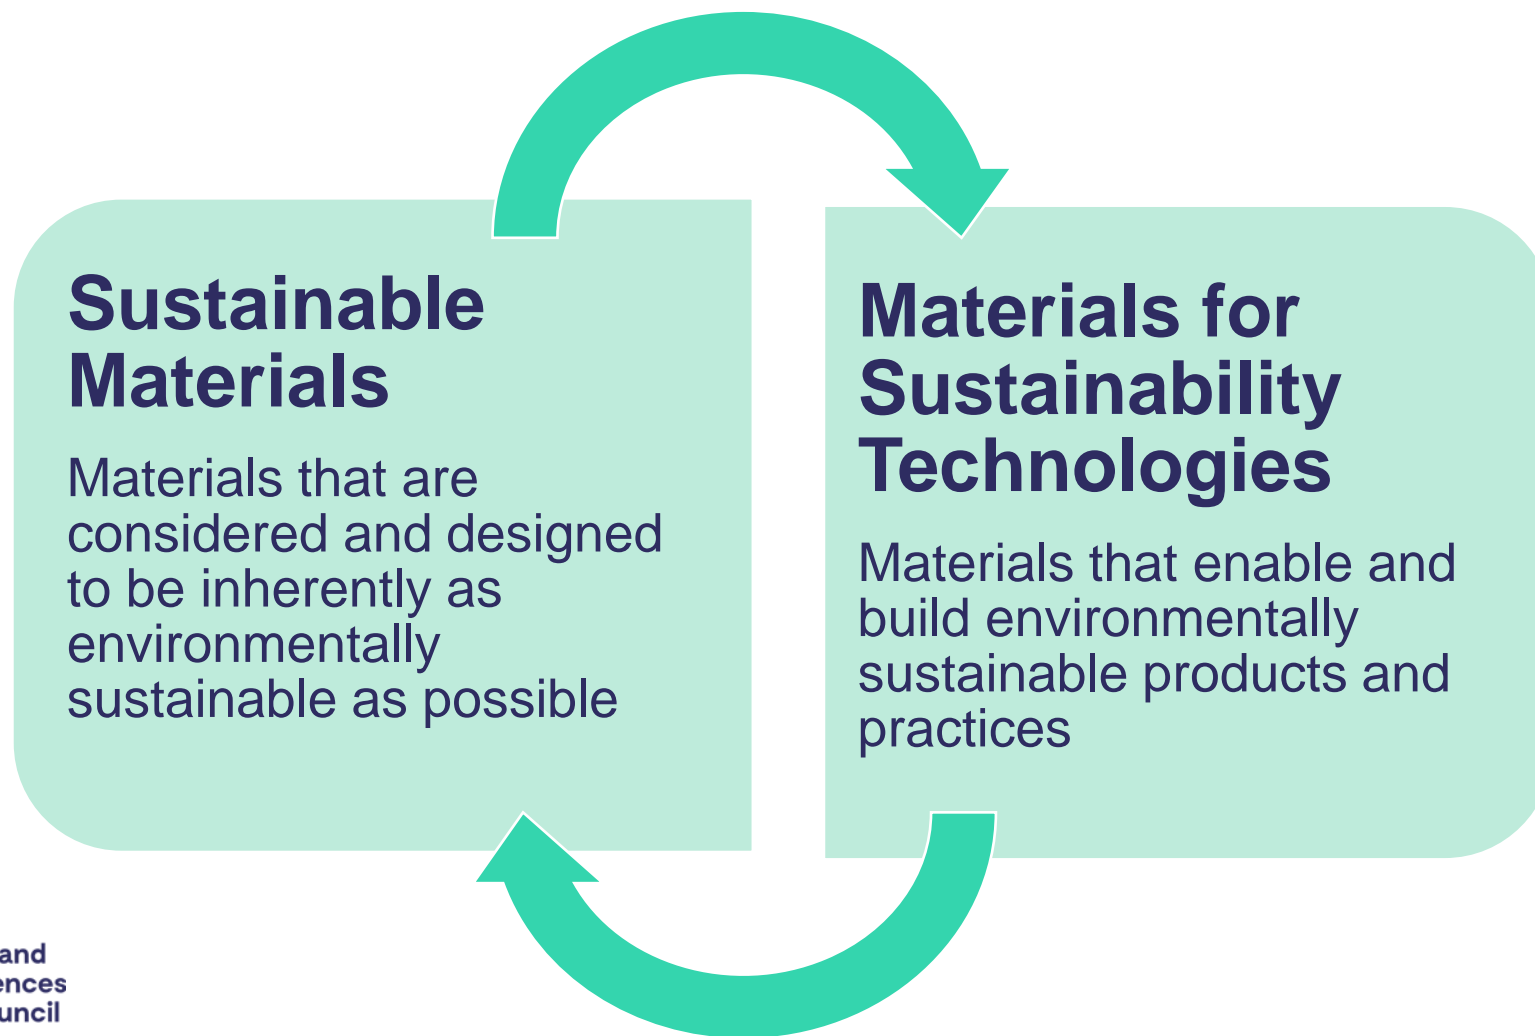 Sustainable
Materials
Materials that are
considered and designed
to be inherently as
environmentally
sustainable as possible
Materials for
Sustainability
Technologies
Materials that enable and
build environmentally
sustainable products and
practices
and
ences
uncil